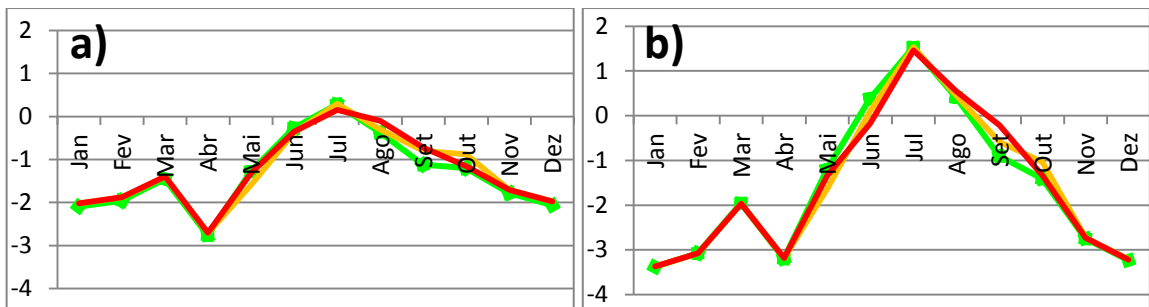 a)
2
1
0
-1
-2
-3
-4
Jan
Fev
Mar
Abr
Mai
Jun
Jul
Ago
Set
Out
Nov
Dez
b)
2
1
0
-1
-2
-3
-4
Jan
Fev
Mar
Abr
Mai
Jun
Jul
Ago
Set
Out
Nov
Dez